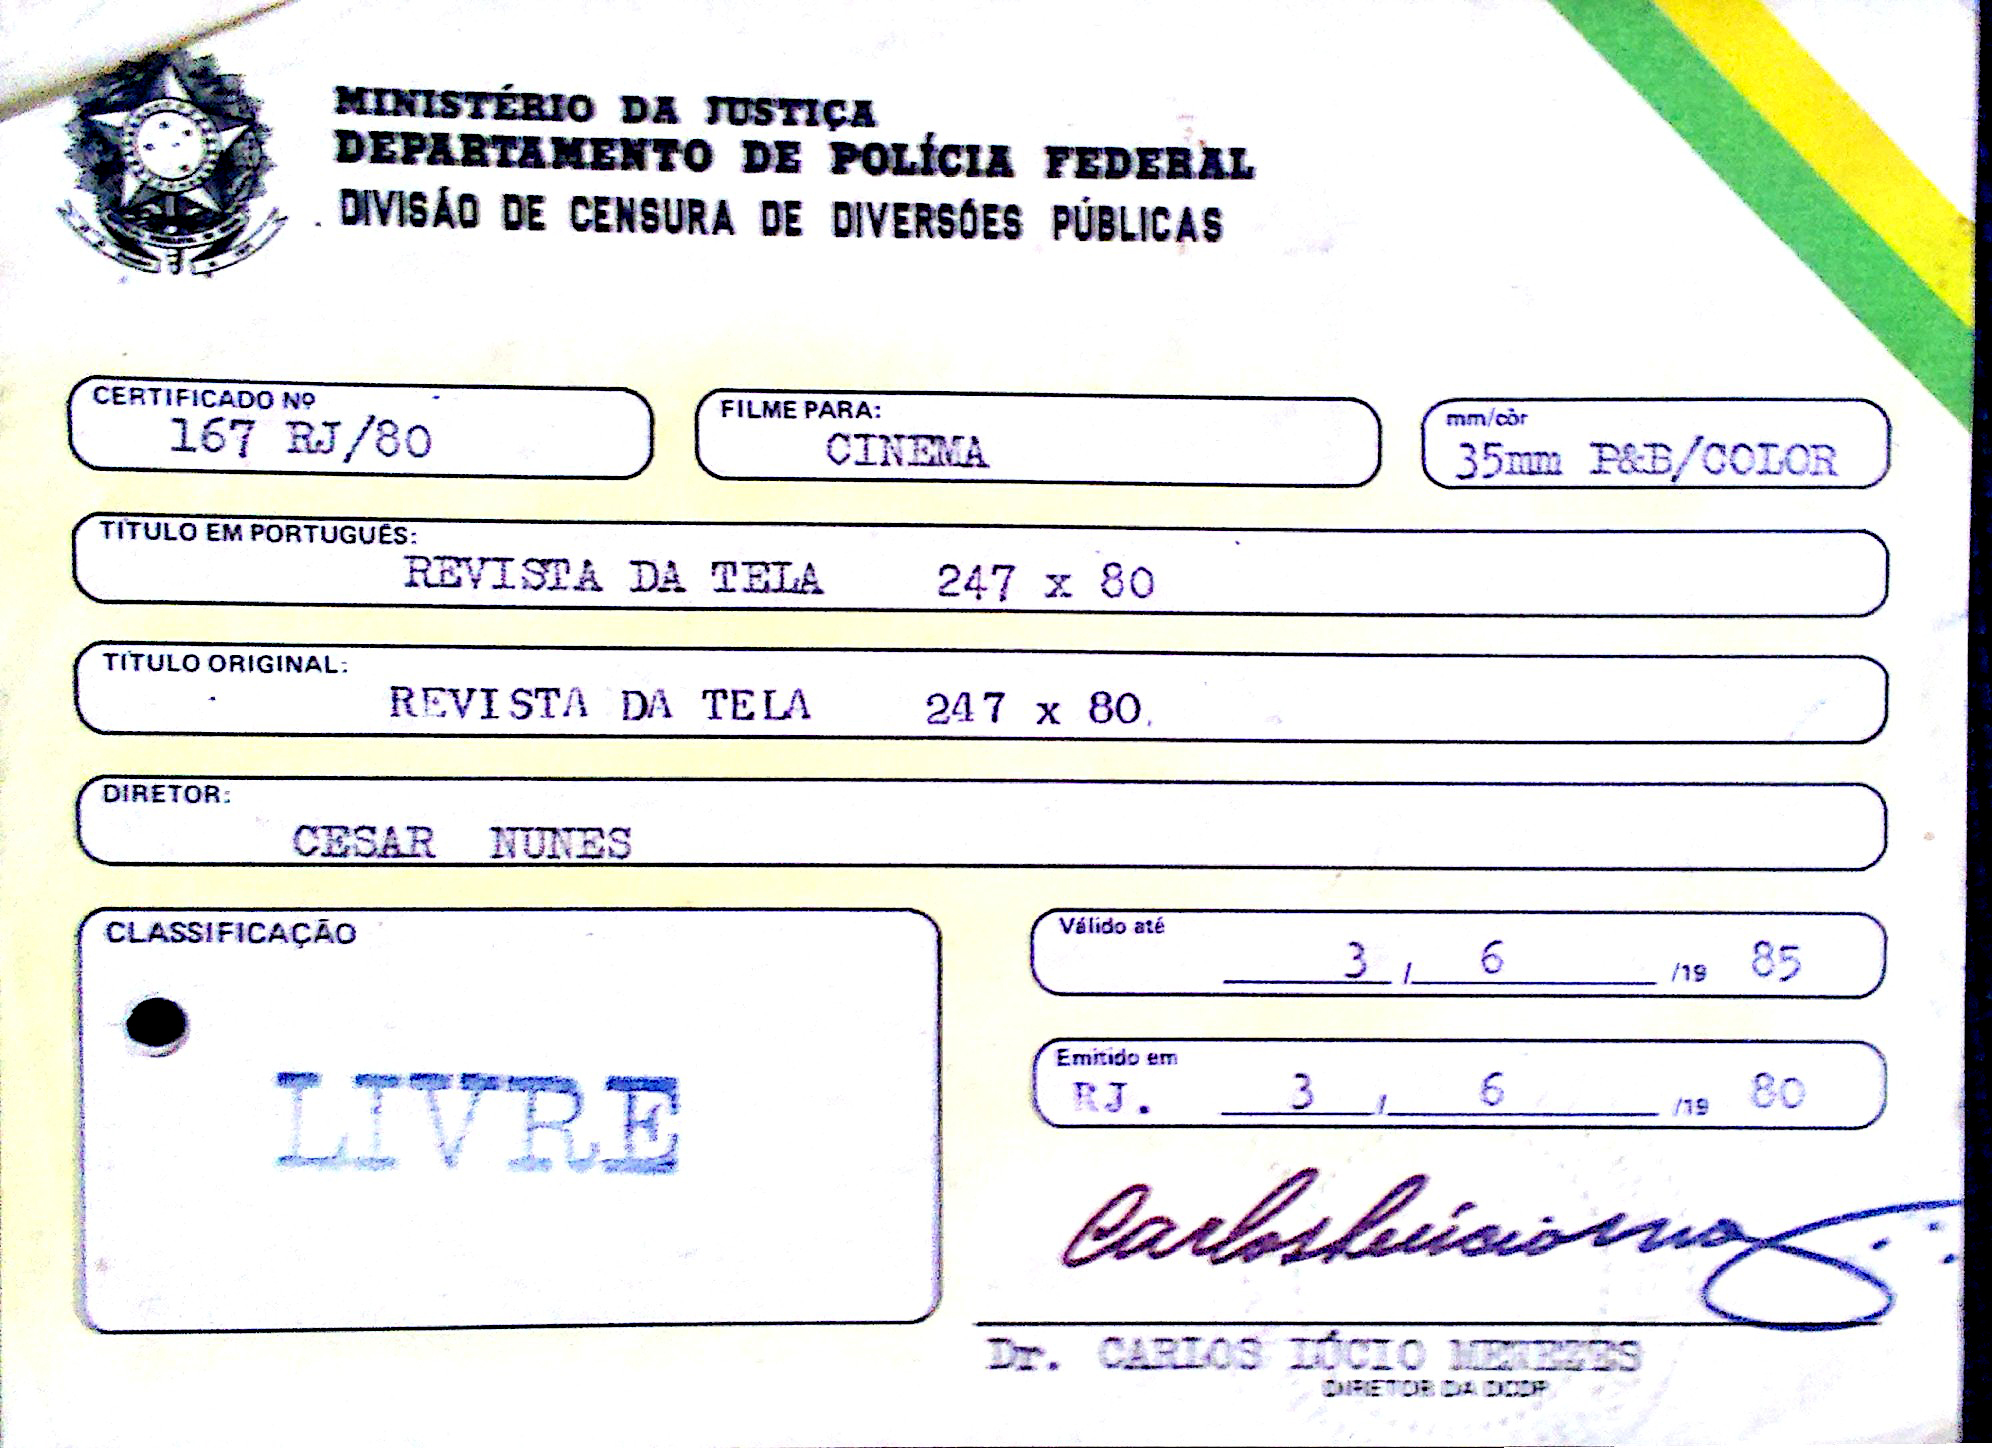 MINISTÉRIO DA JUSTIÇA
DEPARTAMENTO DE POLÍCIA FEDERAL
DIVISÃO DE CENSURA DE DIVERSÕES PÚBLICAS
CERTIFICADO Nº
167 RJ/80
FILME PARA:
CINEMA
mm/côr
35mm P&B/COLOR
TÍTULO EM PORTUGUÊS:
REVISTA DA TELA 247 x 80
TÍTULO ORIGINAL:
REVISTA DA TELA 247 x 80.
DIRETOR:
CESAR NUNES
CLASSIFICAÇÃO
LIVRE
Válido até
3 / 6 /19 85
Emitido em
RJ. 3 / 6 /19 80
Dr. CARLOS LÚCIO MENEZES
DIRETOR DA DCDP